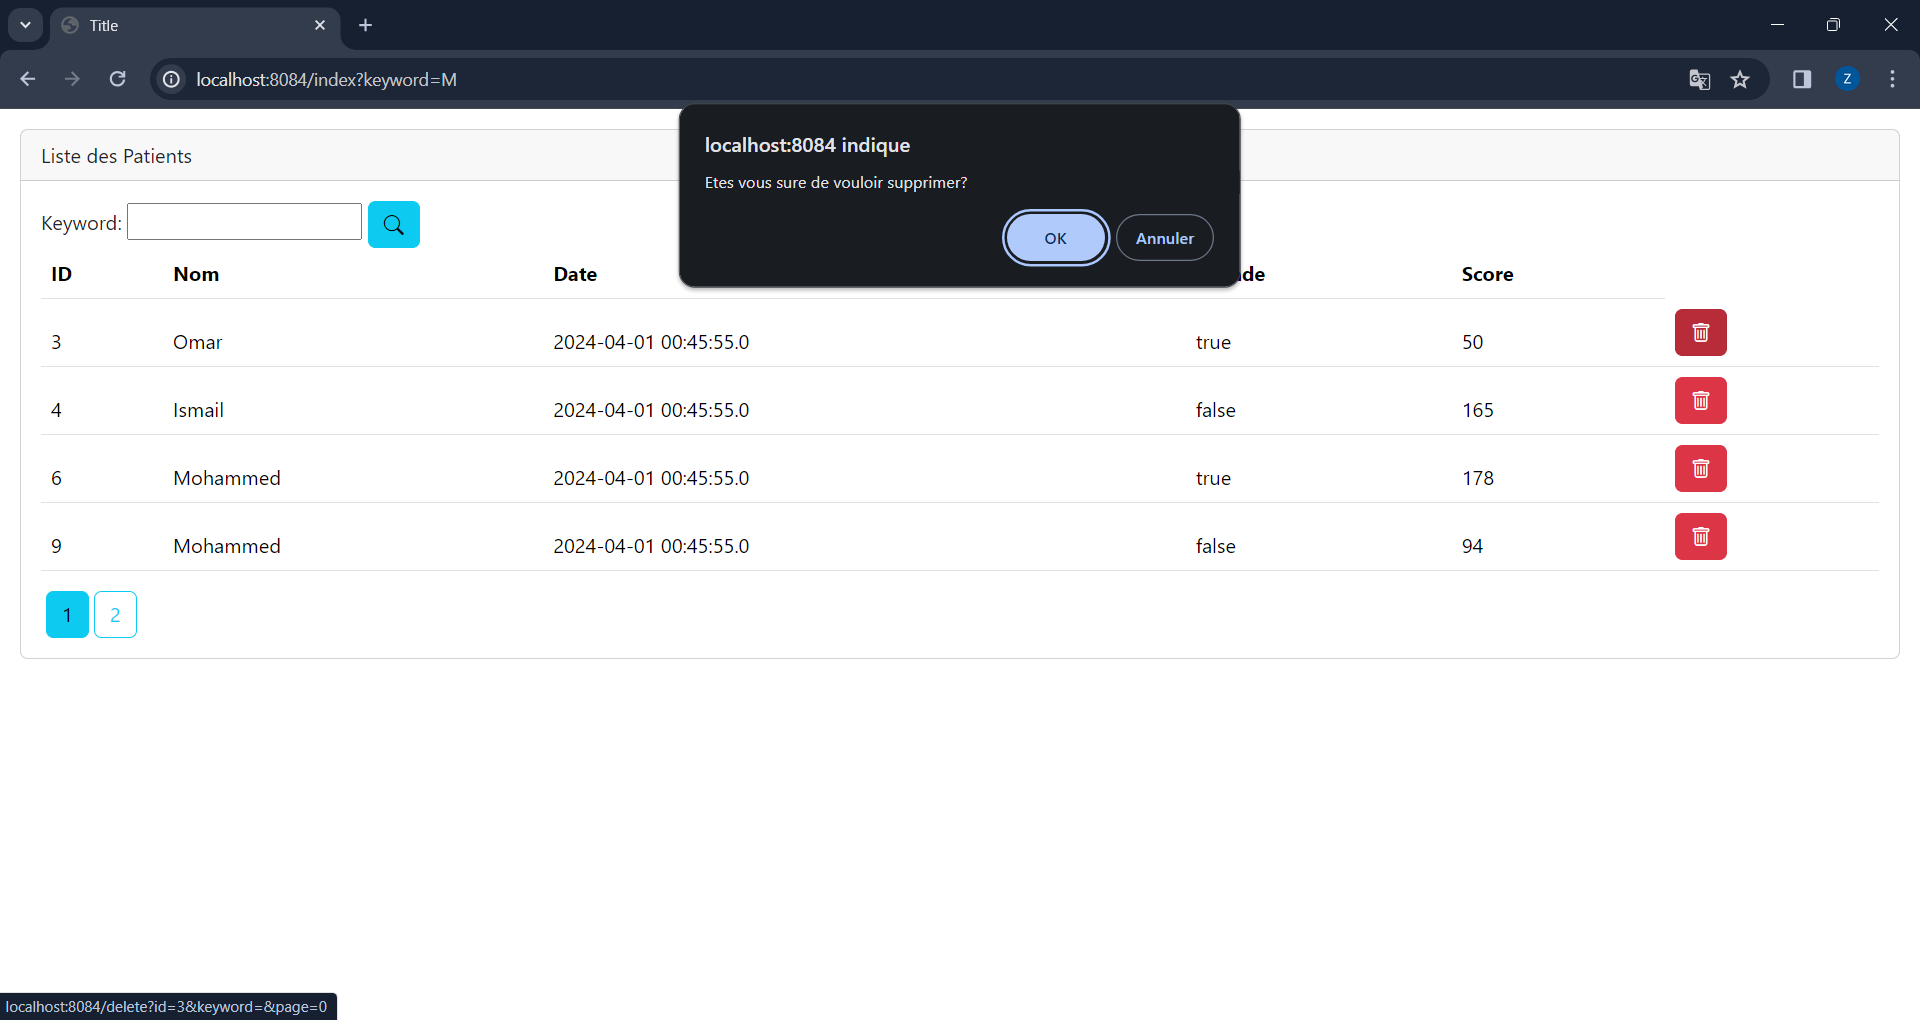 Title
localhost:8084/index?keyword=M
Z
localhost:8084 indique
Etes vous sure de vouloir supprimer?
OK Annuler
Liste des Patients
Keyword:
ID Nom Date de Score
3 Omar 2024-04-01 00:45:55.0 true 50
4 Ismail 2024-04-01 00:45:55.0 false 165
6 Mohammed 2024-04-01 00:45:55.0 true 178
9 Mohammed 2024-04-01 00:45:55.0 false 94
1 2
localhost:8084/delete?id=3&keyword=&page=0